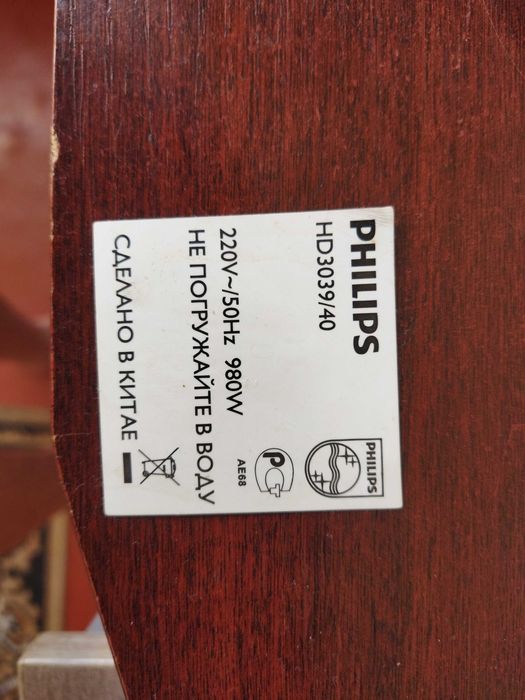 PHILIPS
HD3039/40
PHILIPS
220V~/50Hz 980W
AE68
НЕ ПОГРУЖАЙТЕ В ВОДУ
СДЕЛАНО В КИТАЕ